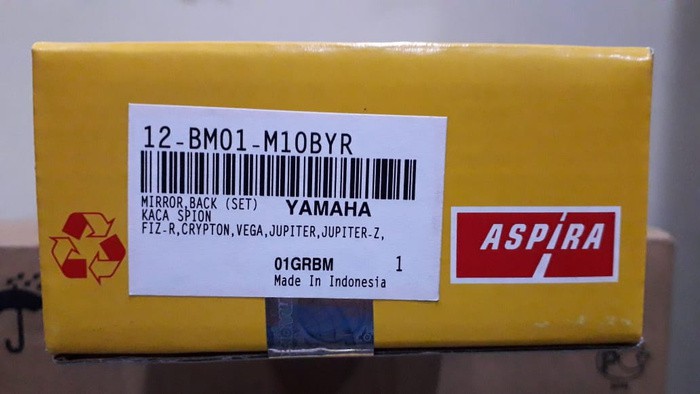 12-BM01-M10BYR
MIRROR,BACK (SET) YAMAHA
KACA SPION
FIZ-R,CRYPTON,VEGA,JUPITER,JUPITER-Z,
01GRBM 1
Made In Indonesia
ASPIRA